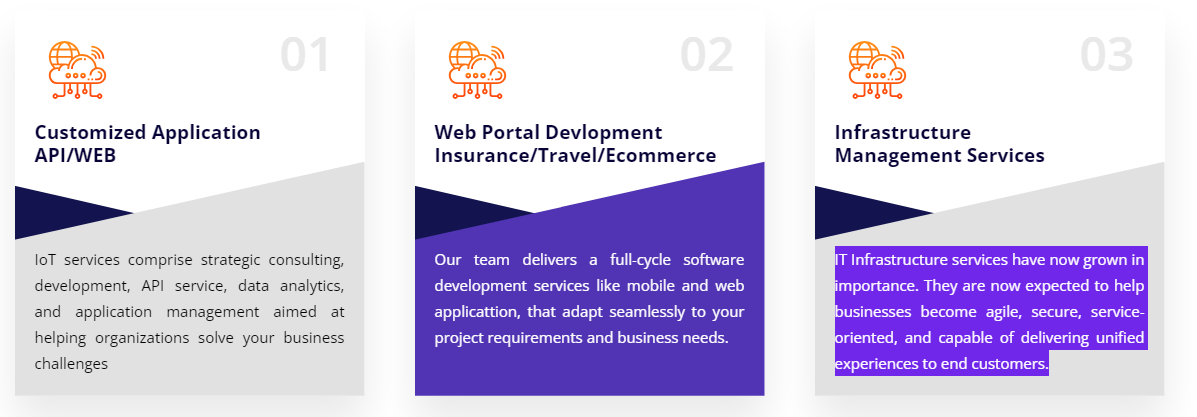 01
Customized Application
API/WEB
IoT services comprise strategic consulting,
development, API service, data analytics,
and application management aimed at
helping organizations solve your business
challenges
02
Web Portal Devlopment
Insurance/Travel/Ecommerce
Our team delivers a full-cycle software
development services like mobile and web
applicattion, that adapt seamlessly to your
project requirements and business needs.
03
Infrastructure
Management Services
IT Infrastructure services have now grown in
importance. They are now expected to help
businesses become agile, secure, service-
oriented, and capable of delivering unified
experiences to end customers.